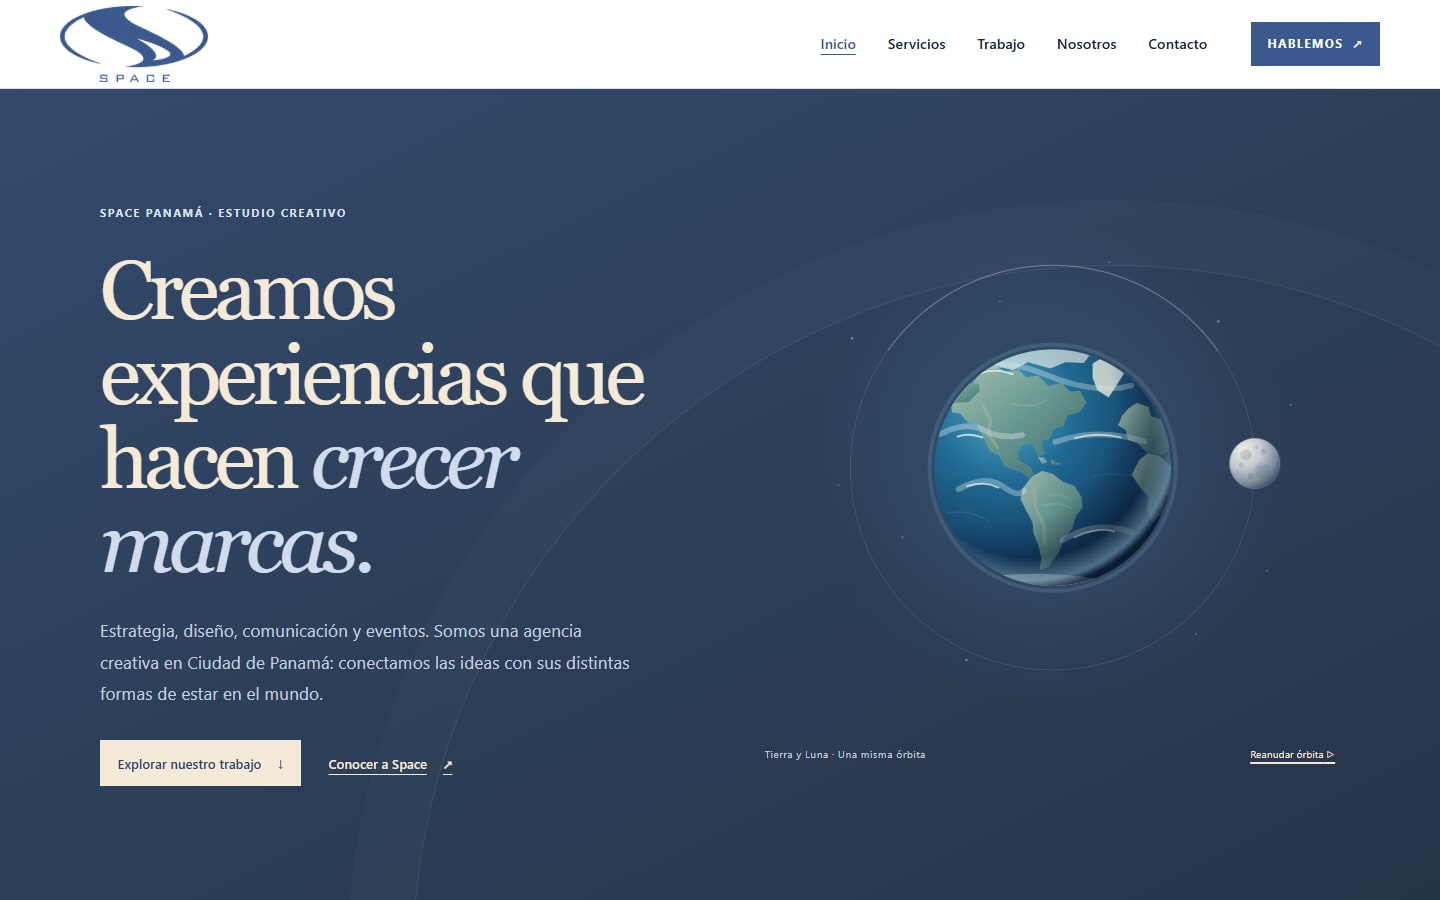 SPACE
Inicio
Servicios
Trabajo
Nosotros
Contacto
HABLEMOS ↗
SPACE PANAMÁ · ESTUDIO CREATIVO
Creamos
experiencias que
hacen crecer
marcas.
Estrategia, diseño, comunicación y eventos. Somos una agencia
creativa en Ciudad de Panamá: conectamos las ideas con sus distintas
formas de estar en el mundo.
Explorar nuestro trabajo ↓
Conocer a Space ↗
Tierra y Luna · Una misma órbita
Reanudar órbita ▷